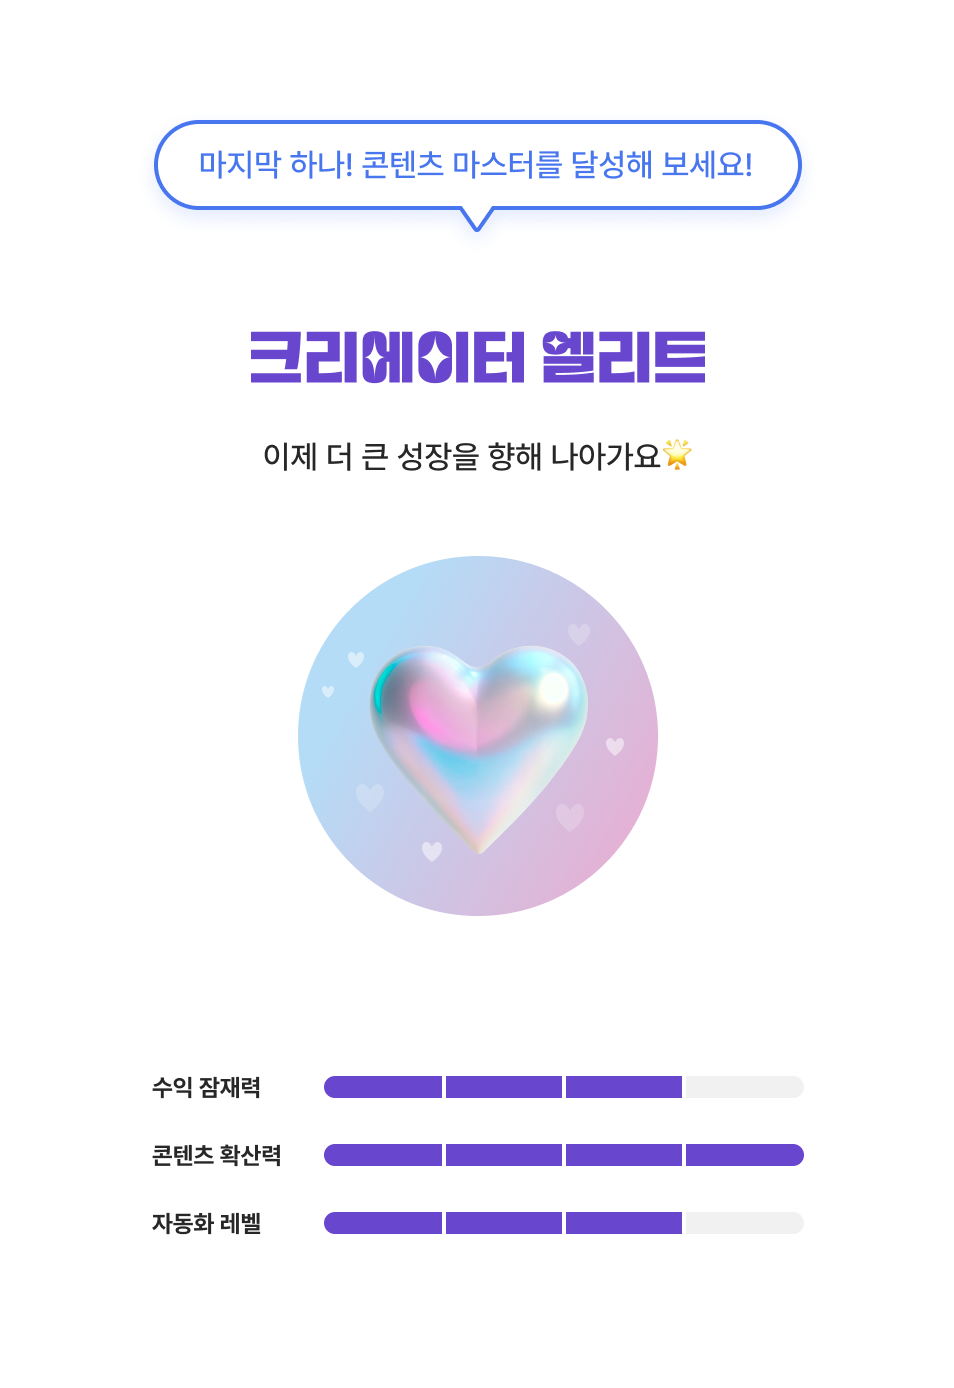 마지막 하나! 콘텐츠 마스터를 달성해 보세요!
크리에이터 엘리트
이제 더 큰 성장을 향해 나아가요🌟
수익 잠재력
콘텐츠 확산력
자동화 레벨